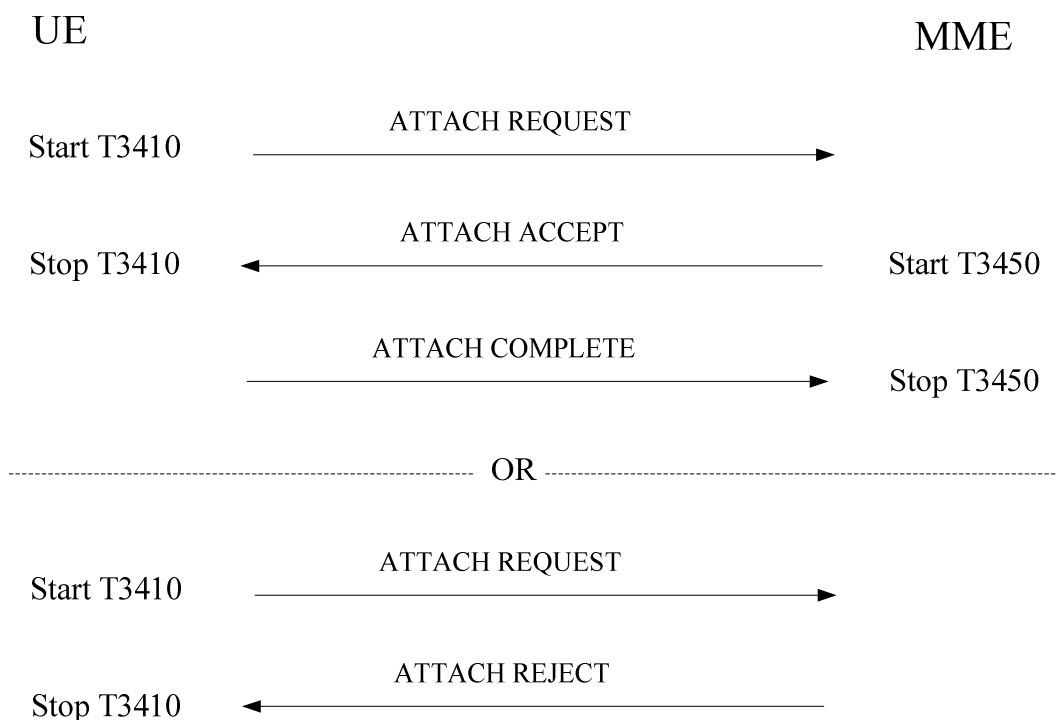 UE
MME
ATTACH REQUEST
Start T3410
ATTACH ACCEPT
Stop T3410
Start T3450
ATTACH COMPLETE
Stop T3450
OR
ATTACH REQUEST
Start T3410
ATTACH REJECT
Stop T3410